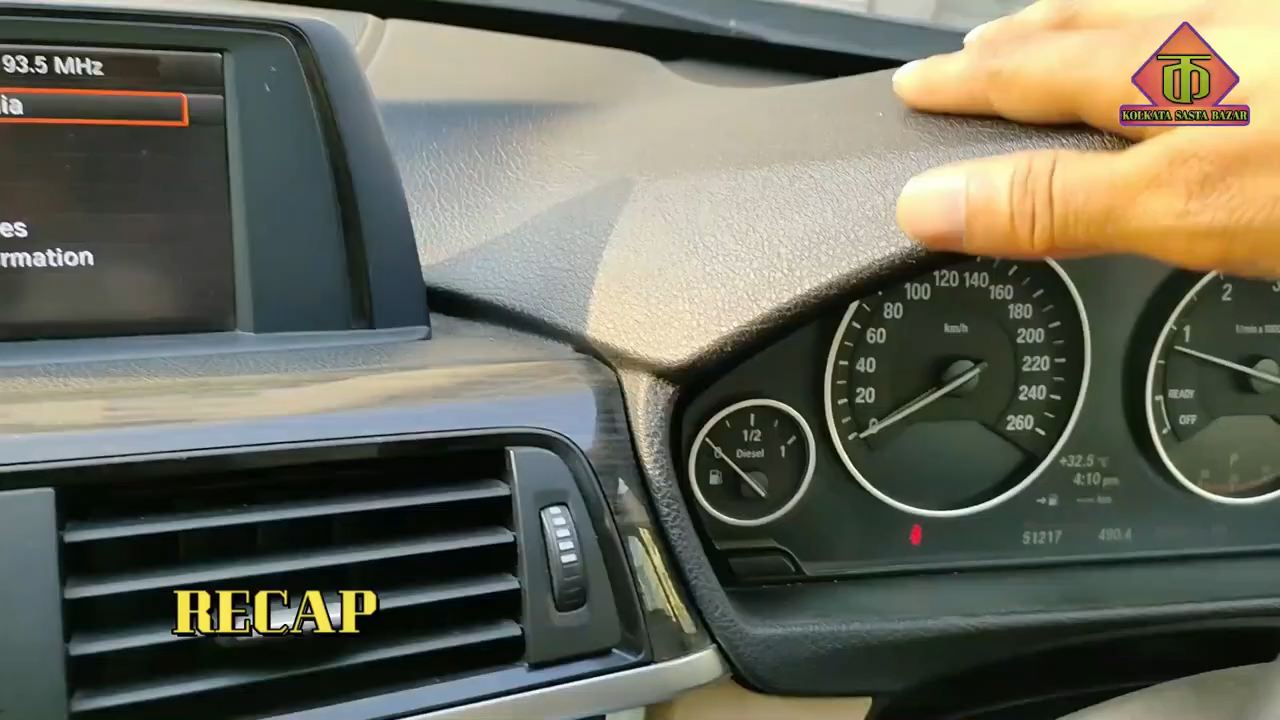 93.5 MHz
ia
es
rmation
KOLKATA SASTA BAZAR
20
40
60
80
100
120
140
160
180
200
220
240
260
km/h
0
1/2
1
Diesel
+32.5 °C
4:10 pm
--- km
51217
490.4
1
2
3
READY
OFF
RECAP